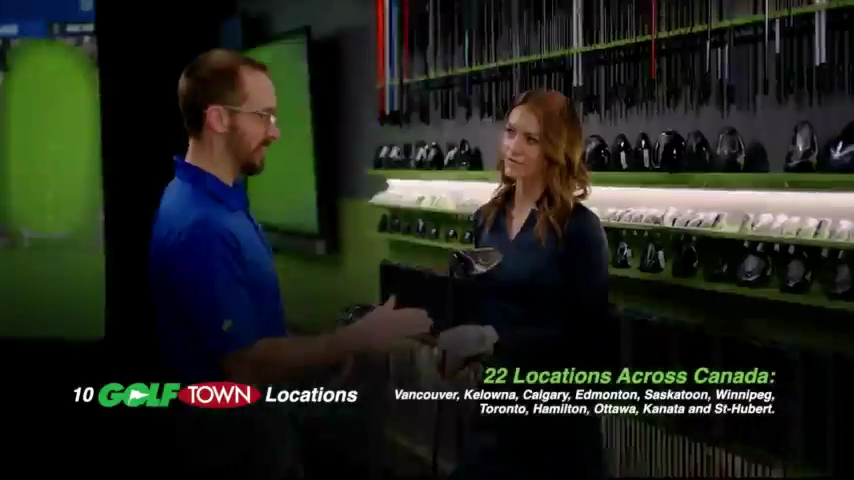 10 GOLF TOWN Locations
22 Locations Across Canada:
Vancouver, Kelowna, Calgary, Edmonton, Saskatoon, Winnipeg,
Toronto, Hamilton, Ottawa, Kanata and St-Hubert.